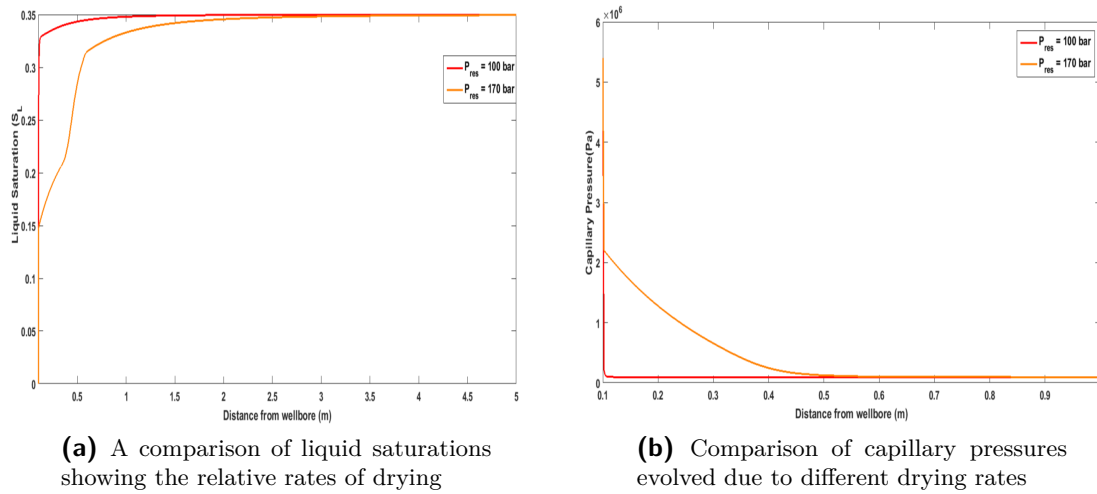 0.35
0.3
0.25
0.2
0.15
0.1
0.05
0
Liquid Saturation (S_L
P_res = 100 bar
P_res = 170 bar
0.5 1 1.5 2 2.5 3 3.5 4 4.5 5
Distance from wellbore (m)
(a) A comparison of liquid saturations
showing the relative rates of drying
×10^6
6
5
4
3
2
1
0
Capillary Pressure(Pa)
P_res = 100 bar
P_res = 170 bar
0.1 0.2 0.3 0.4 0.5 0.6 0.7 0.8 0.9
Distance from wellbore (m)
(b) Comparison of capillary pressures
evolved due to different drying rates